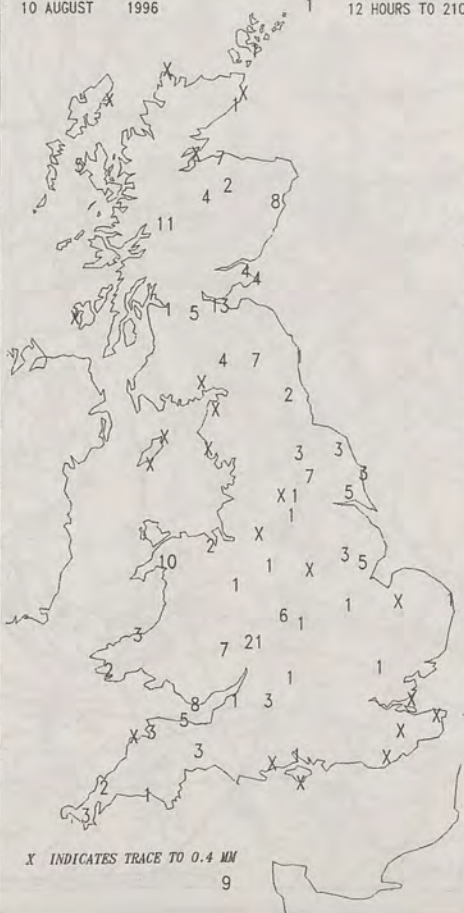 10 AUGUST 1996 1 12 HOURS TO 210
X
X X
1
X 7
4 2 8
11
4 4
X 1 5 13
4 7 1
X 2
X
X 3 3
X X 7 3
X 1 5
1
X
2 3 5
10 1 X
1 1 X 1
6 1
3 7 21
2 1 1
8 1 3 X
5 X
X 3 X
3 X 1 X
2 1 X
3
X INDICATES TRACE TO 0.4 MM
9